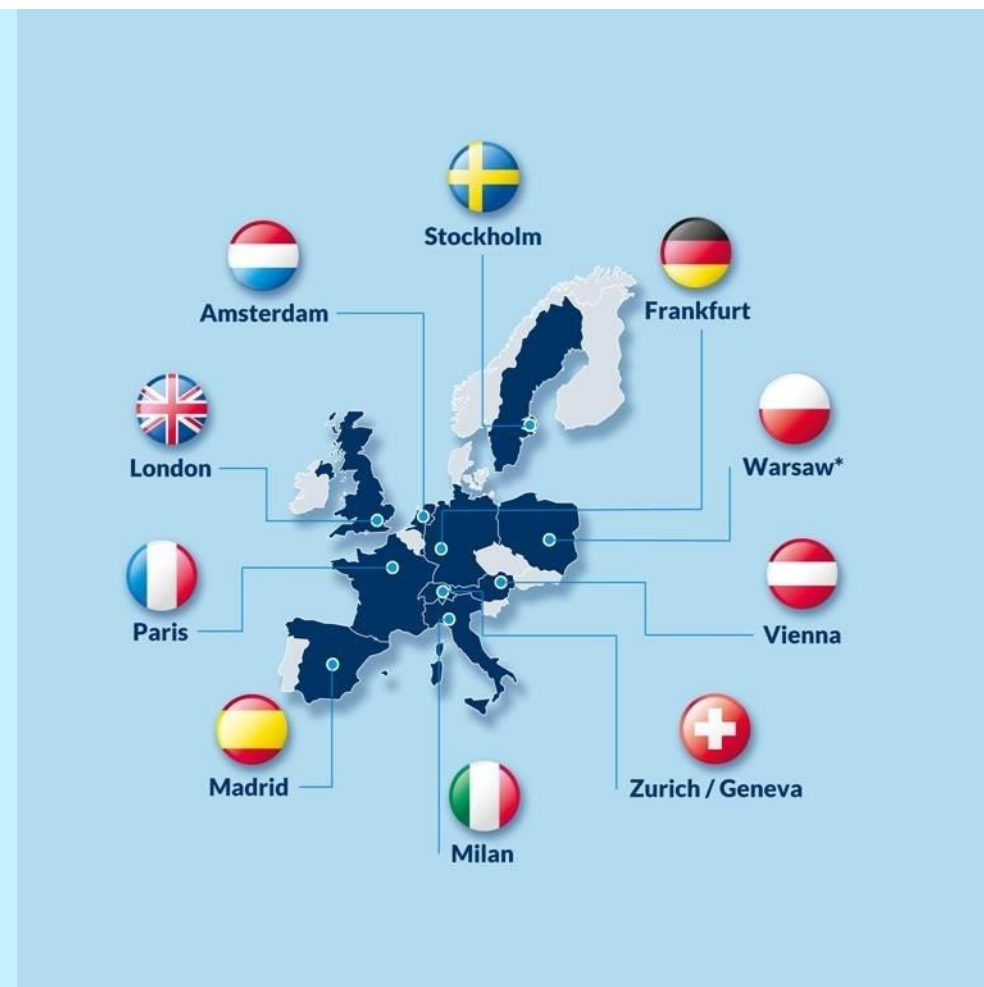 Stockholm
Amsterdam
Frankfurt
London
Warsaw*
Paris
Vienna
Madrid
Zurich / Geneva
Milan